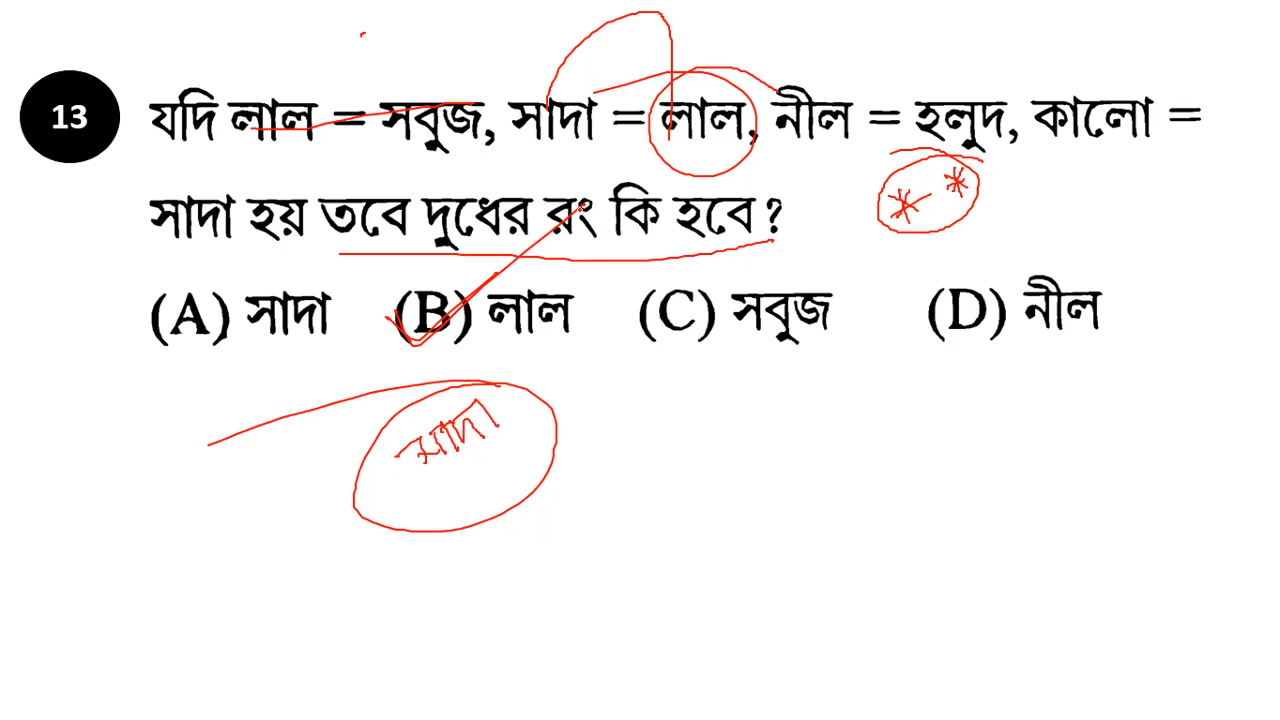 13 যদি লাল = সবুজ, সাদা = লাল, নীল = হলুদ, কালো =
সাদা হয় তবে দুধের রং কি হবে ?
(A) সাদা (B) লাল (C) সবুজ (D) নীল
সাদা